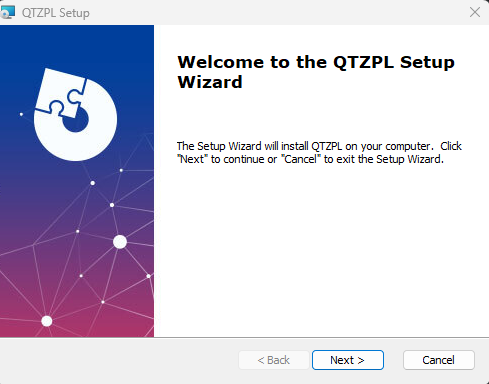 QTZPL Setup
Welcome to the QTZPL Setup
Wizard
The Setup Wizard will install QTZPL on your computer. Click
"Next" to continue or "Cancel" to exit the Setup Wizard.
< Back
Next >
Cancel